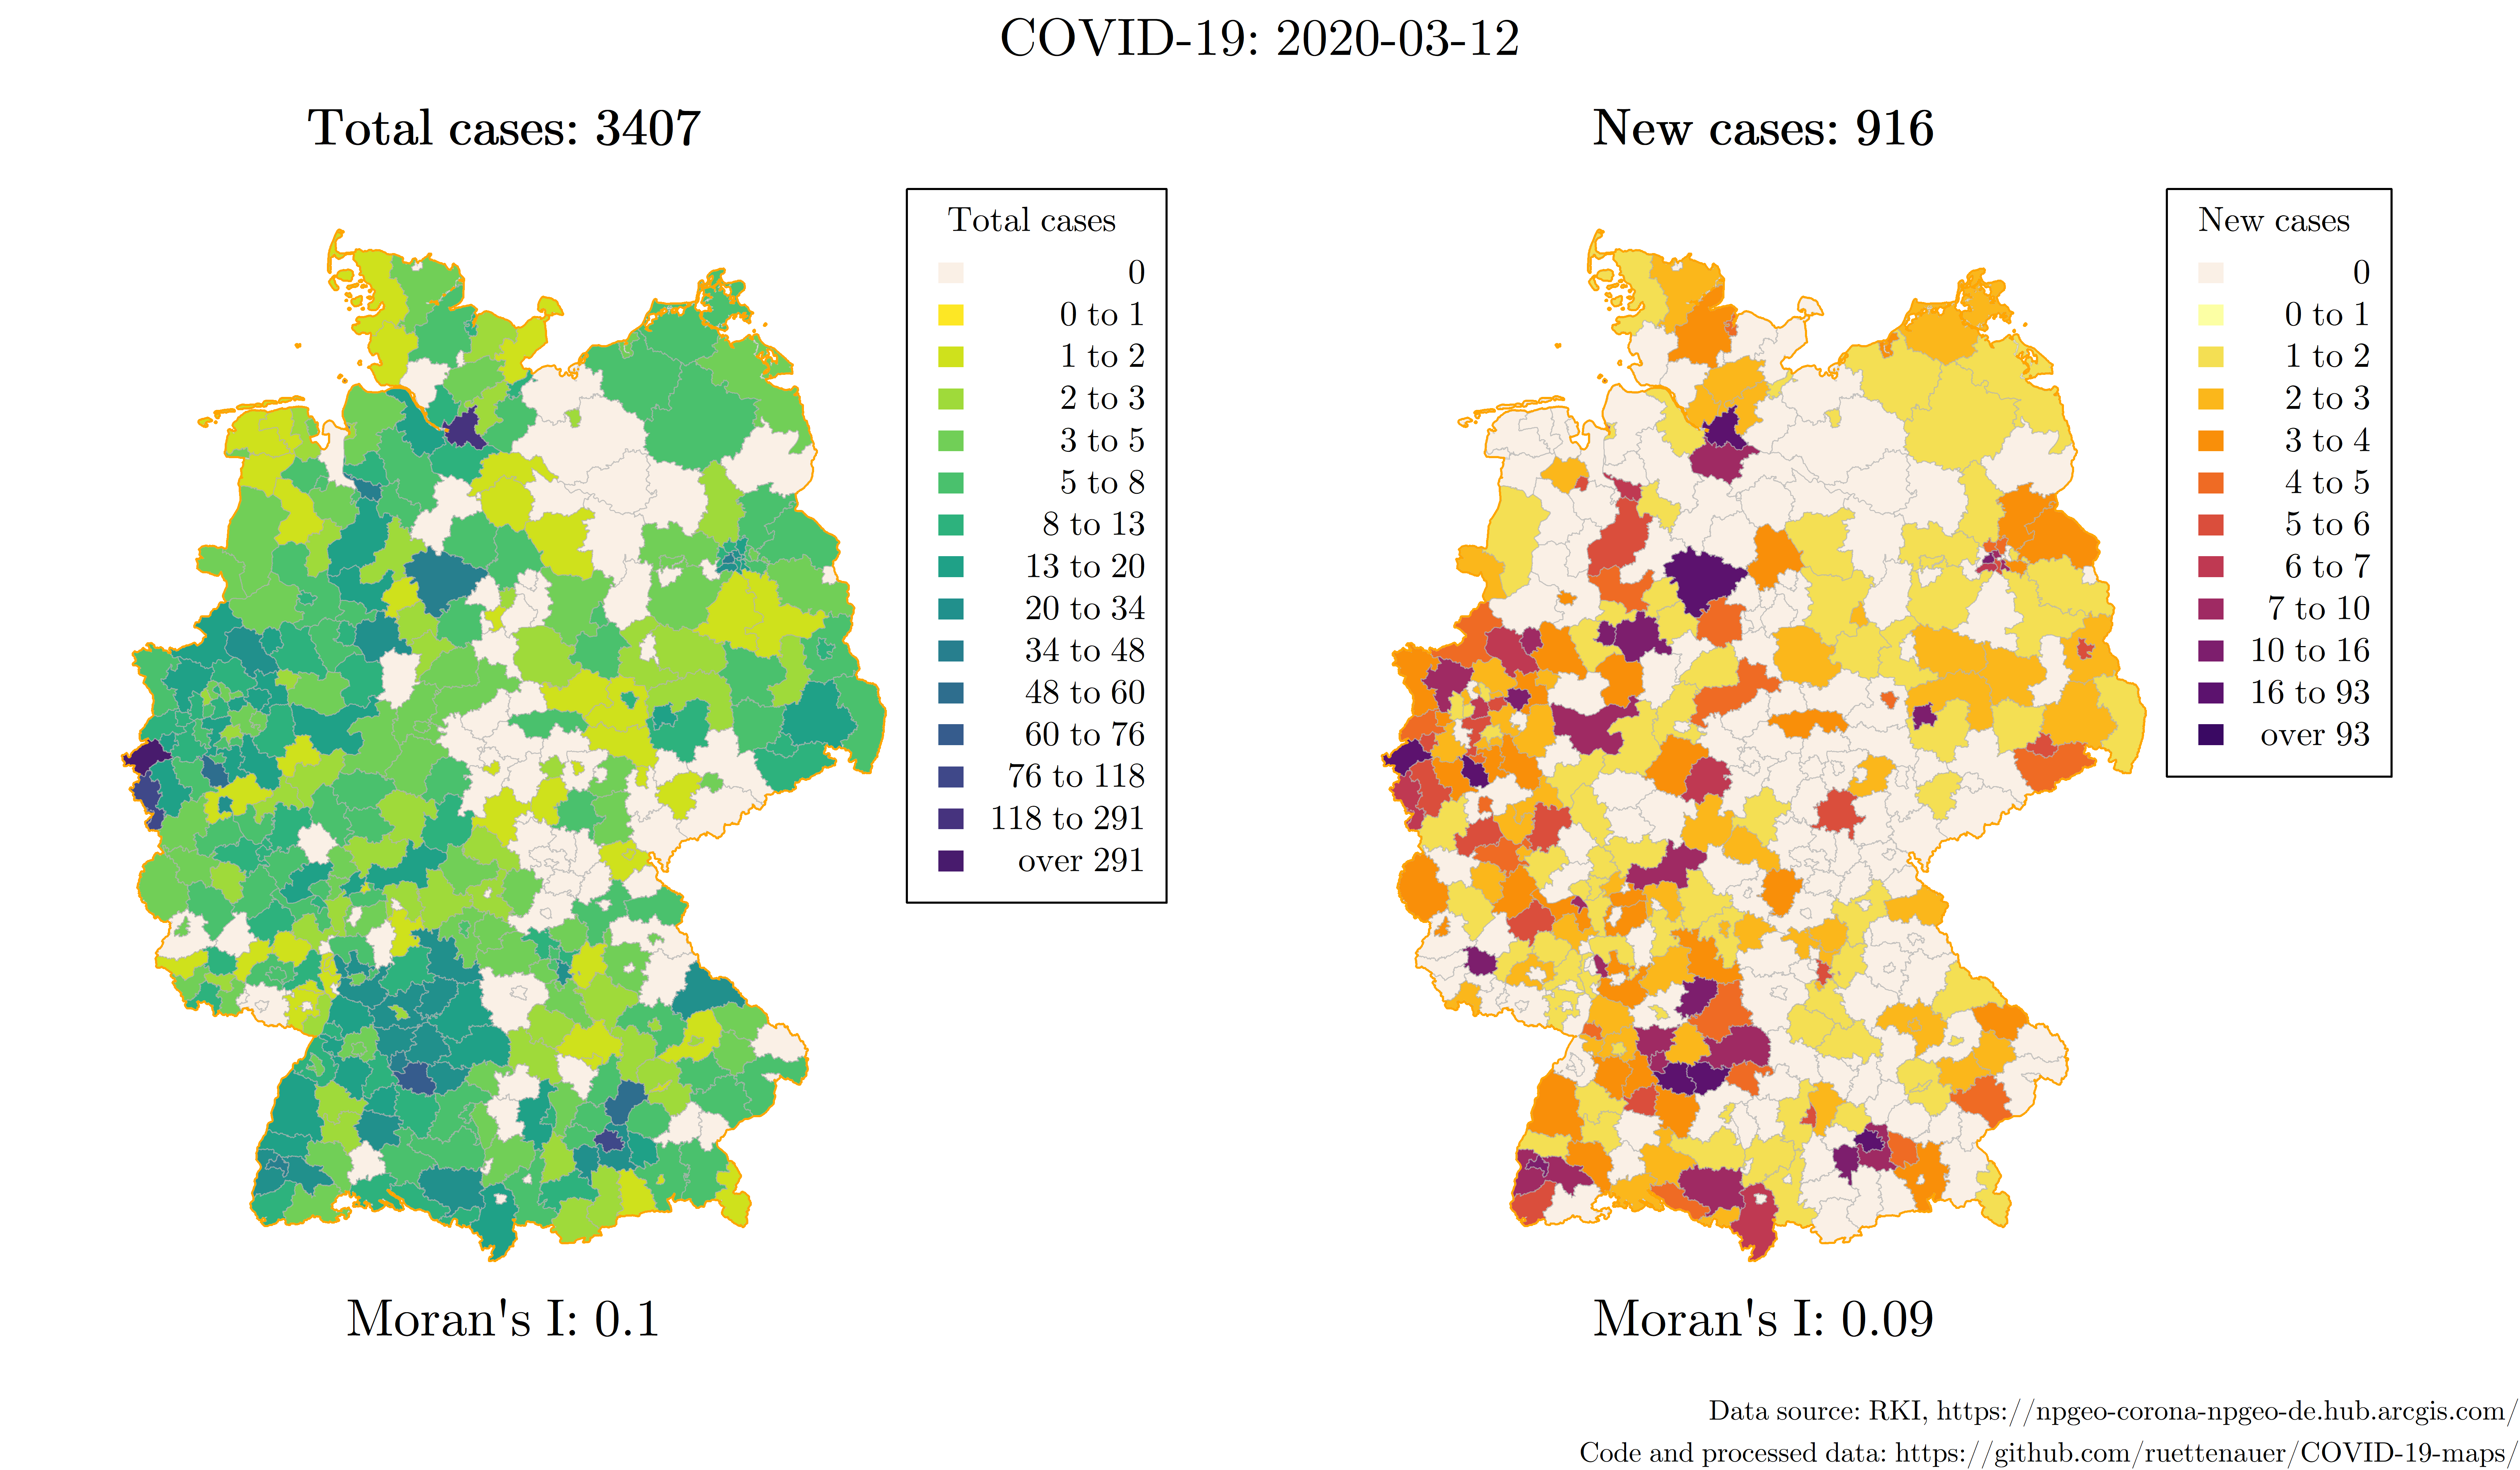 COVID-19: 2020-03-12
Total cases: 3407
Total cases
0
0 to 1
1 to 2
2 to 3
3 to 5
5 to 8
8 to 13
13 to 20
20 to 34
34 to 48
48 to 60
60 to 76
76 to 118
118 to 291
over 291
Moran's I: 0.1
New cases: 916
New cases
0
0 to 1
1 to 2
2 to 3
3 to 4
4 to 5
5 to 6
6 to 7
7 to 10
10 to 16
16 to 93
over 93
Moran's I: 0.09
Data source: RKI, https://npgeo-corona-npgeo-de.hub.arcgis.com/
Code and processed data: https://github.com/ruettenauer/COVID-19-maps/